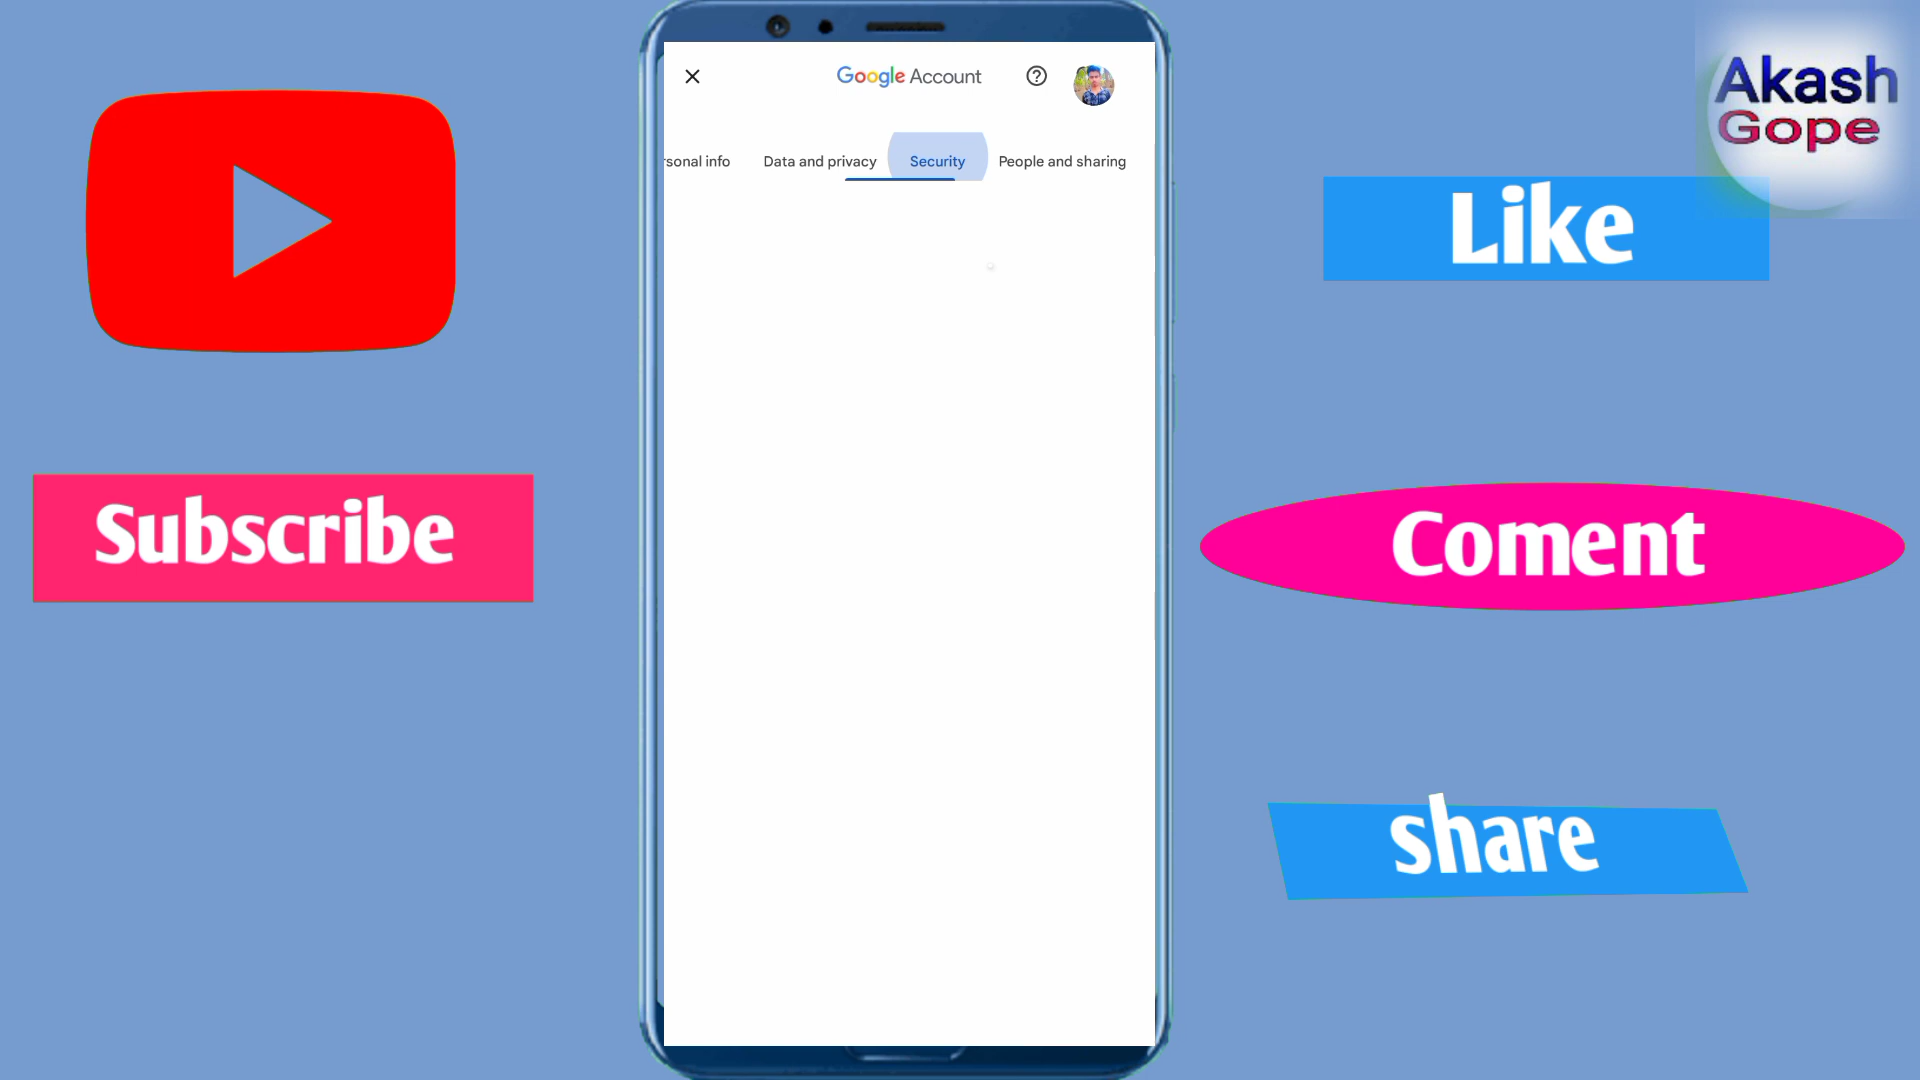 Google Account
sonal info
Data and privacy
Security
People and sharing
Akash
Gope
Like
Subscribe
Coment
share